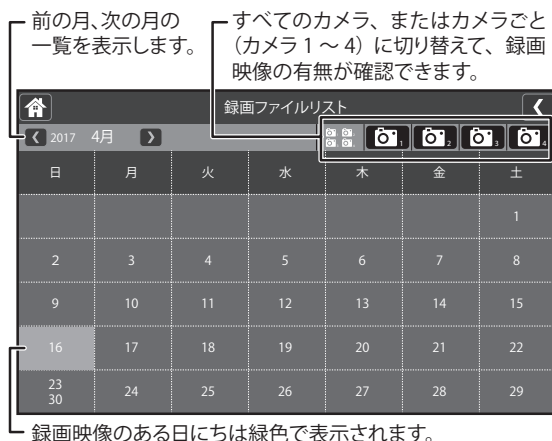 前の月、次の月の
一覧を表示します。
すべてのカメラ、またはカメラごと
（カメラ1～4）に切り替えて、録画
映像の有無が確認できます。
録画ファイルリスト
2017 4月
1 2 3 4
日 月 火 水 木 金 土
1
2 3 4 5 6 7 8
9 10 11 12 13 14 15
16 17 18 19 20 21 22
23 24 25 26 27 28 29
30
録画映像のある日にちは緑色で表示されます。